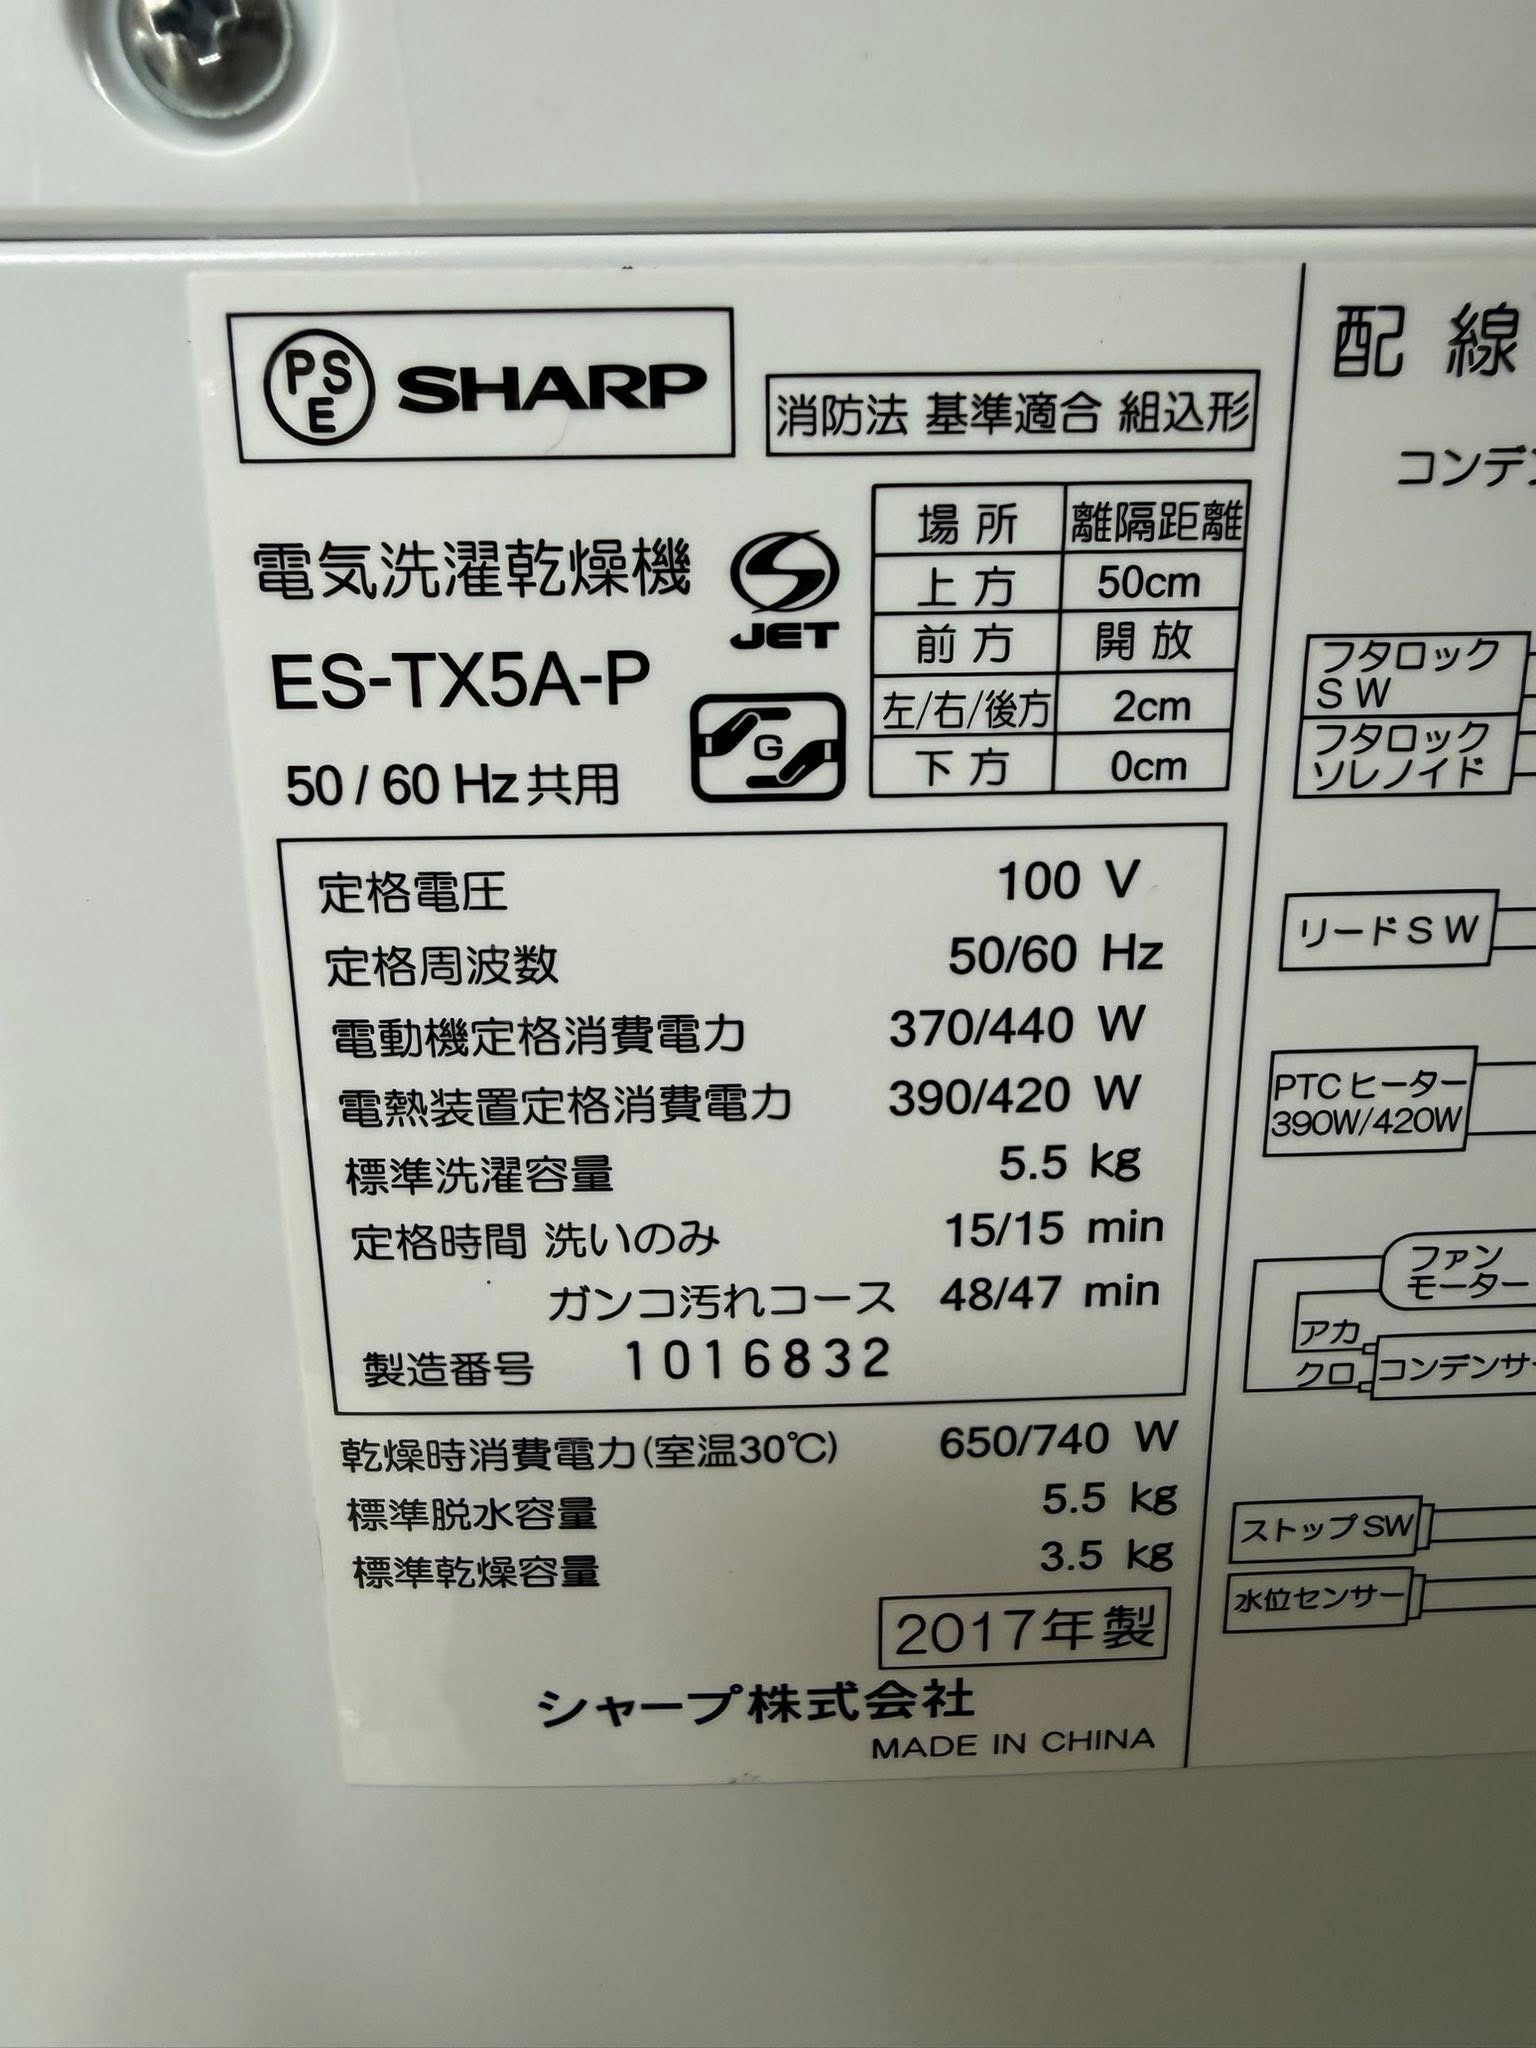 PSE SHARP
消防法 基準適合 組込形
電気洗濯乾燥機
JET
ES-TX5A-P
G
50/60 Hz共用
場所 離隔距離
上方 50cm
前方 開放
左/右/後方 2cm
下方 0cm
定格電圧 100 V
定格周波数 50/60 Hz
電動機定格消費電力 370/440 W
電熱装置定格消費電力 390/420 W
標準洗濯容量 5.5 kg
定格時間 洗いのみ 15/15 min
ガンコ汚れコース 48/47 min
製造番号 1016832
乾燥時消費電力(室温30℃) 650/740 W
標準脱水容量 5.5 kg
標準乾燥容量 3.5 kg
2017年製
シャープ株式会社
MADE IN CHINA
配線
コンデン
フタロック
SW
フタロック
ソレノイド
リードSW
PTCヒーター
390W/420W
ファン
モーター
アカ
クロ
コンデンサー
ストップSW
水位センサー